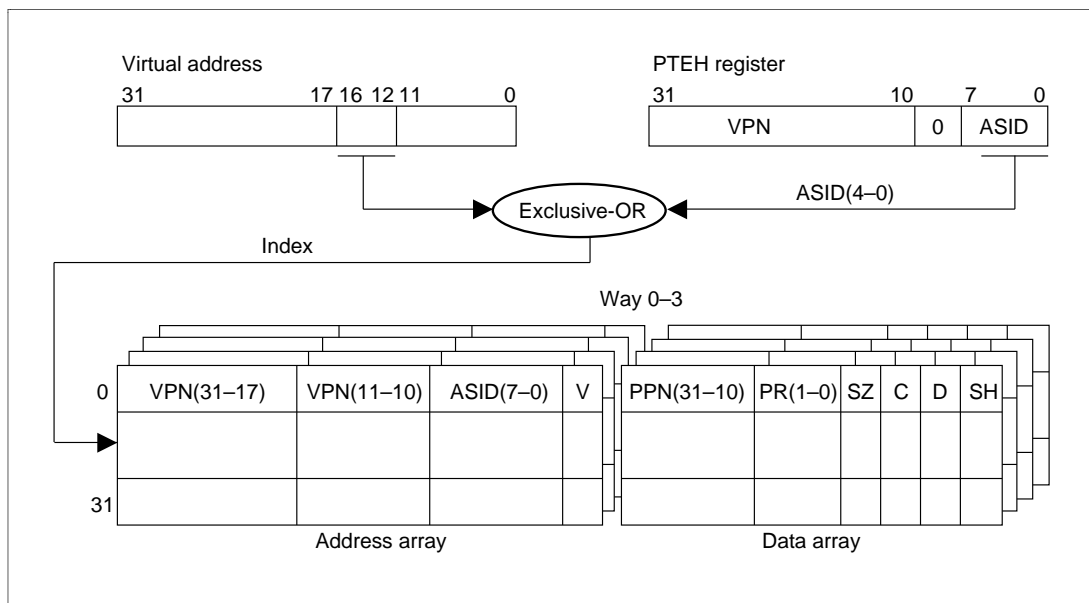 Virtual address PTEH register
31 17 16 12 11 0 31 10 7 0
VPN 0 ASID
ASID(4–0)
Exclusive-OR
Index
Way 0–3
0 VPN(31–17) VPN(11–10) ASID(7–0) V PPN(31–10) PR(1–0) SZ C D SH
31
Address array Data array